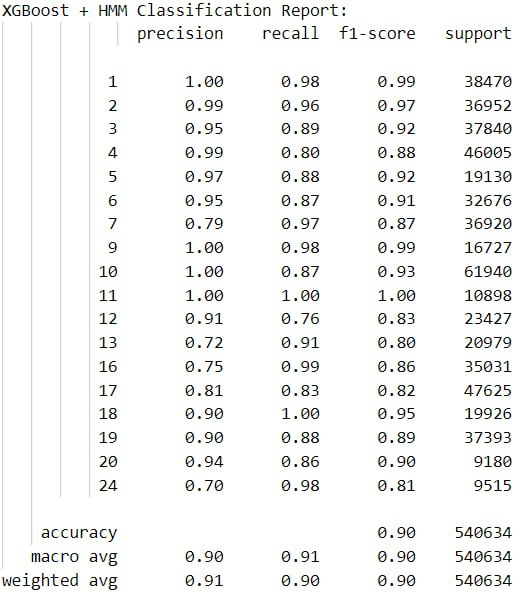 XGBoost + HMM Classification Report:
precision recall f1-score support
1 1.00 0.98 0.99 38470
2 0.99 0.96 0.97 36952
3 0.95 0.89 0.92 37840
4 0.99 0.80 0.88 46005
5 0.97 0.88 0.92 19130
6 0.95 0.87 0.91 32676
7 0.79 0.97 0.87 36920
9 1.00 0.98 0.99 16727
10 1.00 0.87 0.93 61940
11 1.00 1.00 1.00 10898
12 0.91 0.76 0.83 23427
13 0.72 0.91 0.80 20979
16 0.75 0.99 0.86 35031
17 0.81 0.83 0.82 47625
18 0.90 1.00 0.95 19926
19 0.90 0.88 0.89 37393
20 0.94 0.86 0.90 9180
24 0.70 0.98 0.81 9515
accuracy 0.90 540634
macro avg 0.90 0.91 0.90 540634
weighted avg 0.91 0.90 0.90 540634